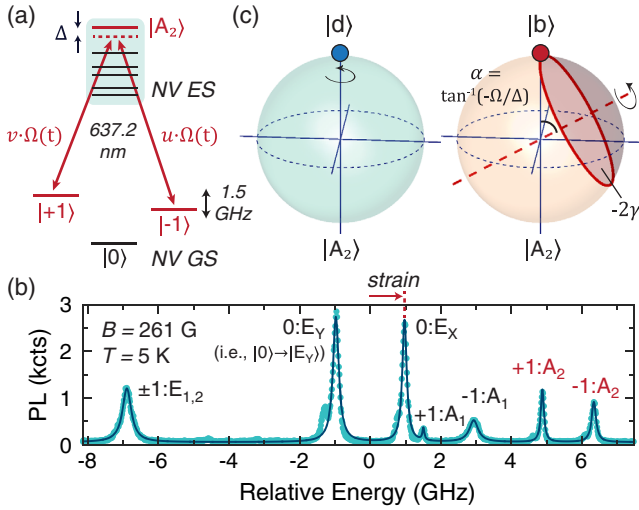 (a)
Δ
|A₂⟩
NV ES
v·Ω(t)
637.2
nm
u·Ω(t)
|+1⟩
|-1⟩
1.5
GHz
|0⟩
NV GS
(c)
|d⟩
|A₂⟩
|b⟩
α =
tan⁻¹(-Ω/Δ)
-2γ
|A₂⟩
(b)
strain
B = 261 G
T = 5 K
±1:E₁,₂
0:E_Y
(i.e., |0⟩→|E_Y⟩)
0:E_X
+1:A₁
-1:A₁
+1:A₂
-1:A₂
PL (kcts)
3
2
1
0
-8 -6 -4 -2 0 2 4 6
Relative Energy (GHz)